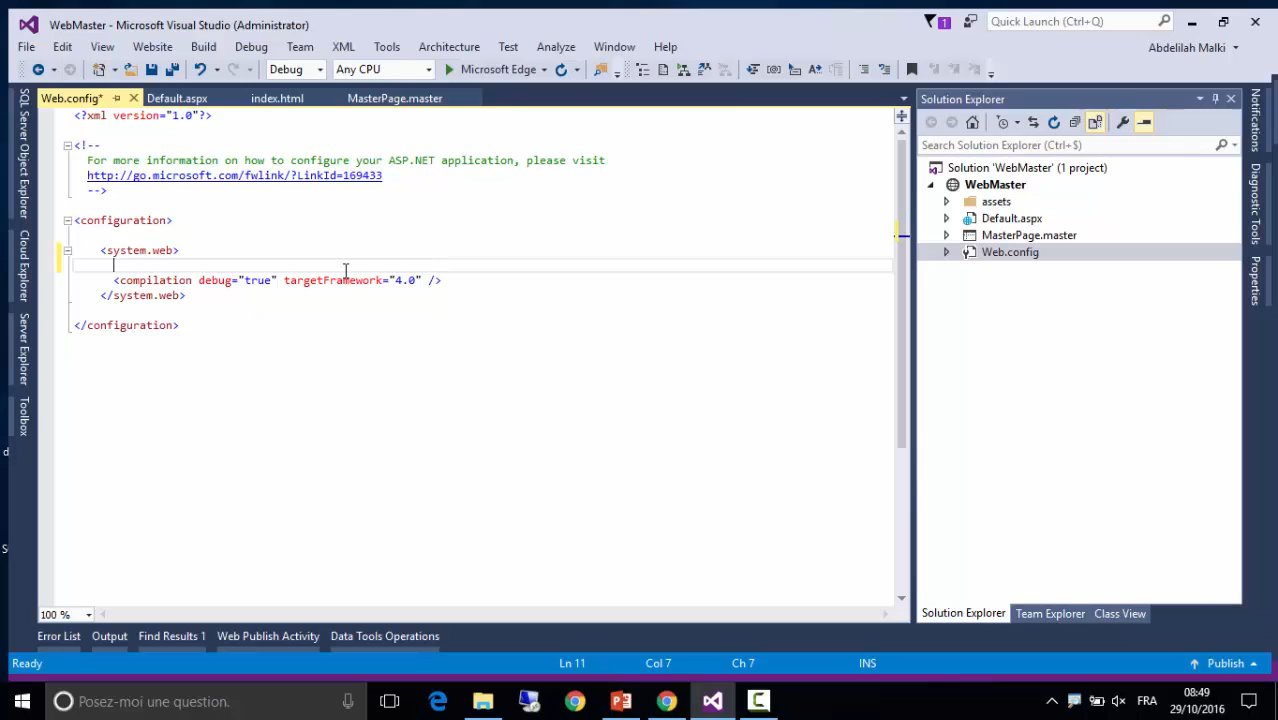 WebMaster - Microsoft Visual Studio (Administrator)
1
Quick Launch (Ctrl+Q)
File Edit View Website Build Debug Team XML Tools Architecture Test Analyze Window Help
Abdelilah Malki
Debug Any CPU Microsoft Edge
Web.config* Default.aspx index.html MasterPage.master
<?xml version="1.0"?>
<!--
For more information on how to configure your ASP.NET application, please visit
http://go.microsoft.com/fwlink/?LinkId=169433
-->
<configuration>
<system.web>
<compilation debug="true" targetFramework="4.0" />
</system.web>
</configuration>
100 %
SQL Server Object Explorer
Cloud Explorer
Server Explorer
Toolbox
Solution Explorer
Search Solution Explorer (Ctrl+$)
Solution 'WebMaster' (1 project)
WebMaster
assets
Default.aspx
MasterPage.master
Web.config
Solution Explorer Team Explorer Class View
Notifications
Diagnostic Tools
Properties
Error List Output Find Results 1 Web Publish Activity Data Tools Operations
Ready Ln 11 Col 7 Ch 7 INS Publish
Posez-moi une question.
FRA
08:49
29/10/2016